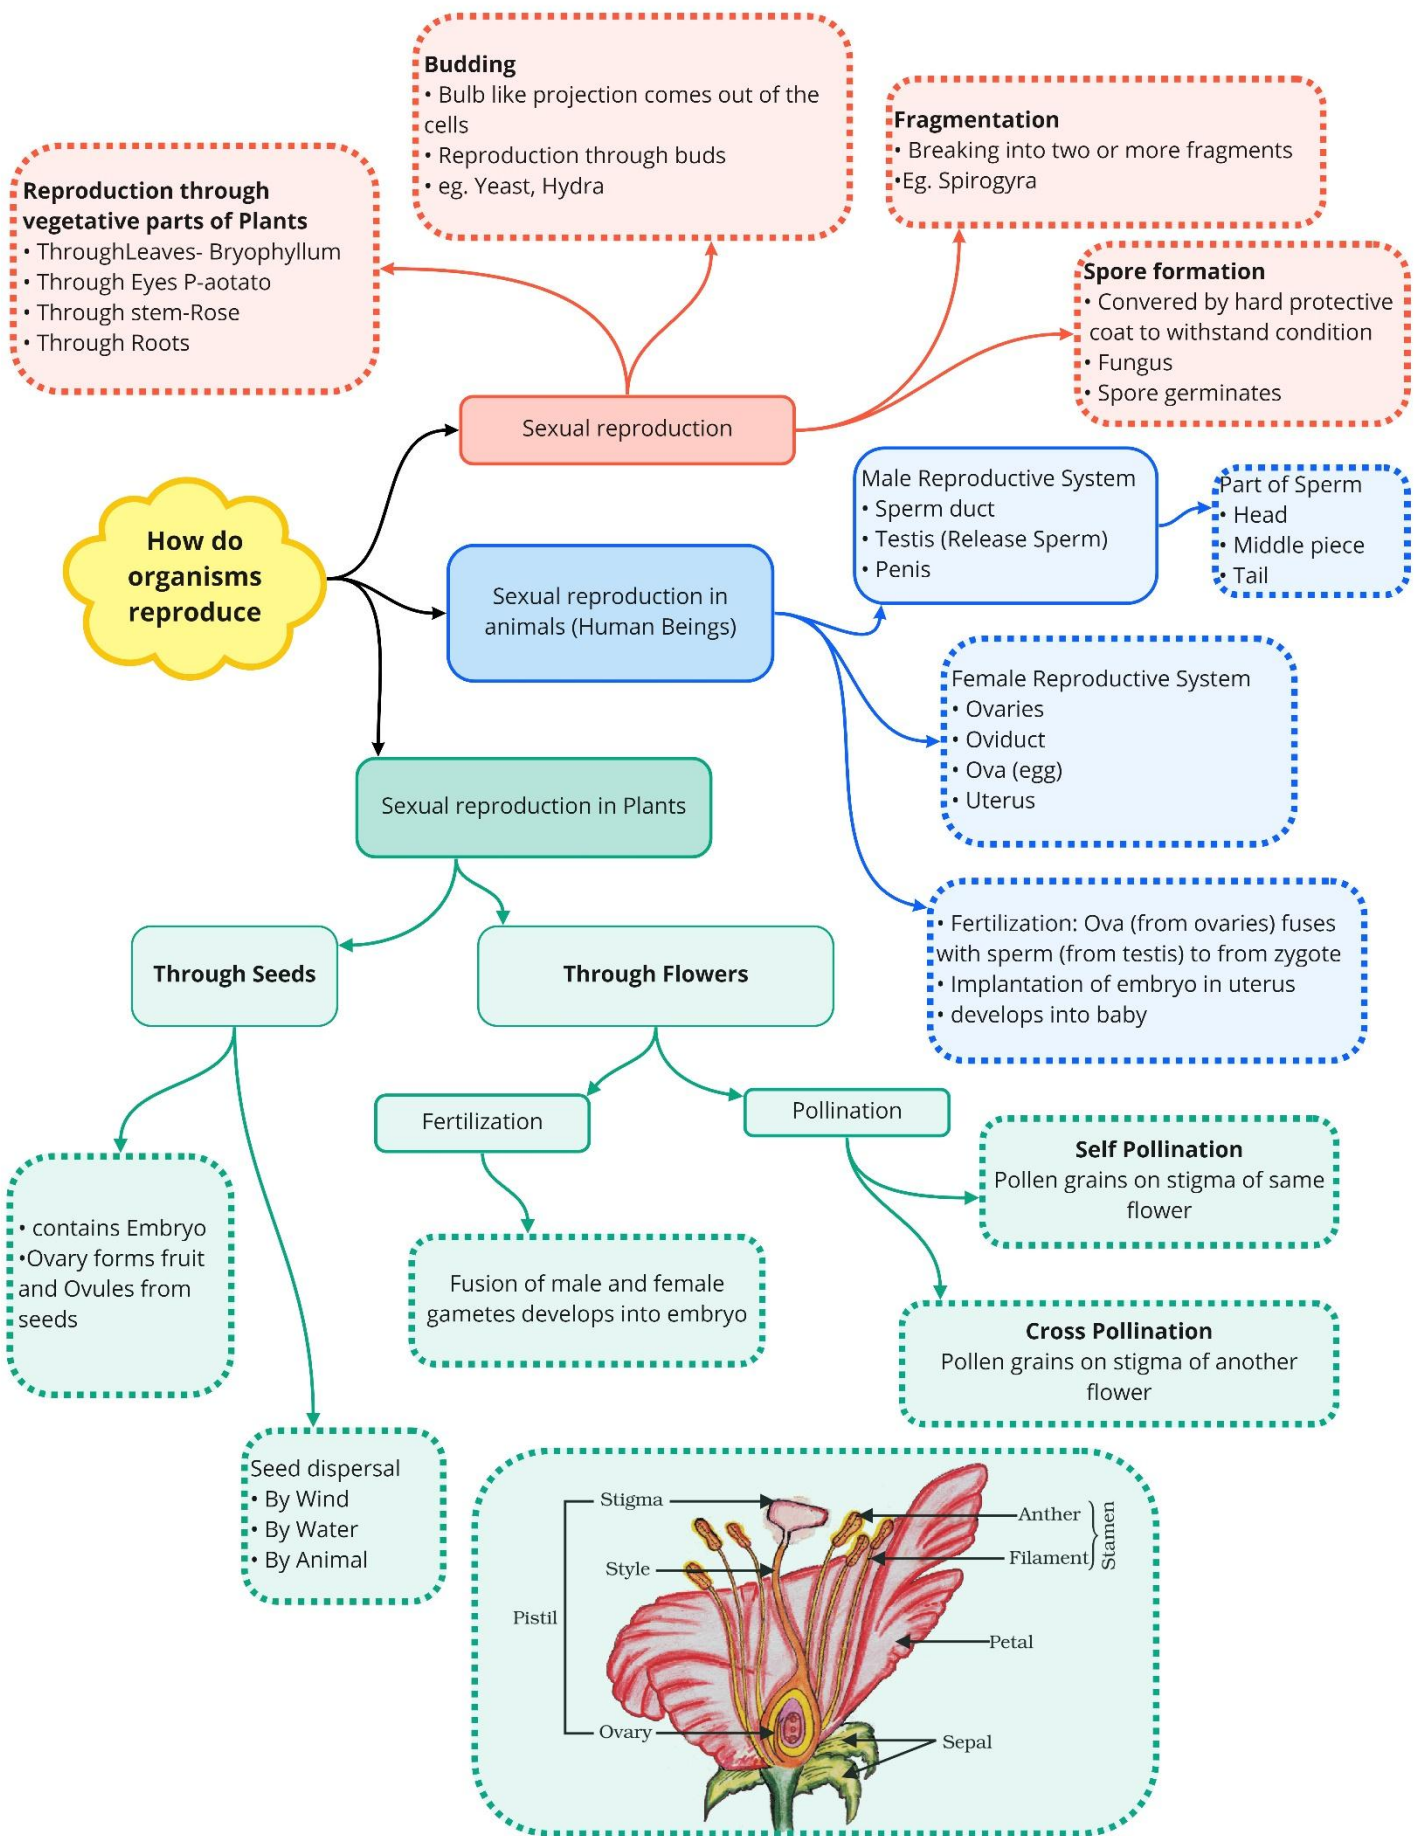 Budding
• Bulb like projection comes out of the
cells
• Reproduction through buds
• eg. Yeast, Hydra
Fragmentation
• Breaking into two or more fragments
•Eg. Spirogyra
Reproduction through
vegetative parts of Plants
• ThroughLeaves- Bryophyllum
• Through Eyes P-aotato
• Through stem-Rose
• Through Roots
Spore formation
• Convered by hard protective
coat to withstand condition
• Fungus
• Spore germinates
Sexual reproduction
How do
organisms
reproduce
Sexual reproduction in
animals (Human Beings)
Male Reproductive System
• Sperm duct
• Testis (Release Sperm)
• Penis
Part of Sperm
• Head
• Middle piece
• Tail
Female Reproductive System
• Ovaries
• Oviduct
• Ova (egg)
• Uterus
• Fertilization: Ova (from ovaries) fuses
with sperm (from testis) to from zygote
• Implantation of embryo in uterus
• develops into baby
Sexual reproduction in Plants
Through Seeds
Through Flowers
Fertilization
Pollination
Self Pollination
Pollen grains on stigma of same
flower
• contains Embryo
•Ovary forms fruit
and Ovules from
seeds
Fusion of male and female
gametes develops into embryo
Cross Pollination
Pollen grains on stigma of another
flower
Seed dispersal
• By Wind
• By Water
• By Animal
Stigma
Style
Pistil
Ovary
Anther
Filament
Stamen
Petal
Sepal